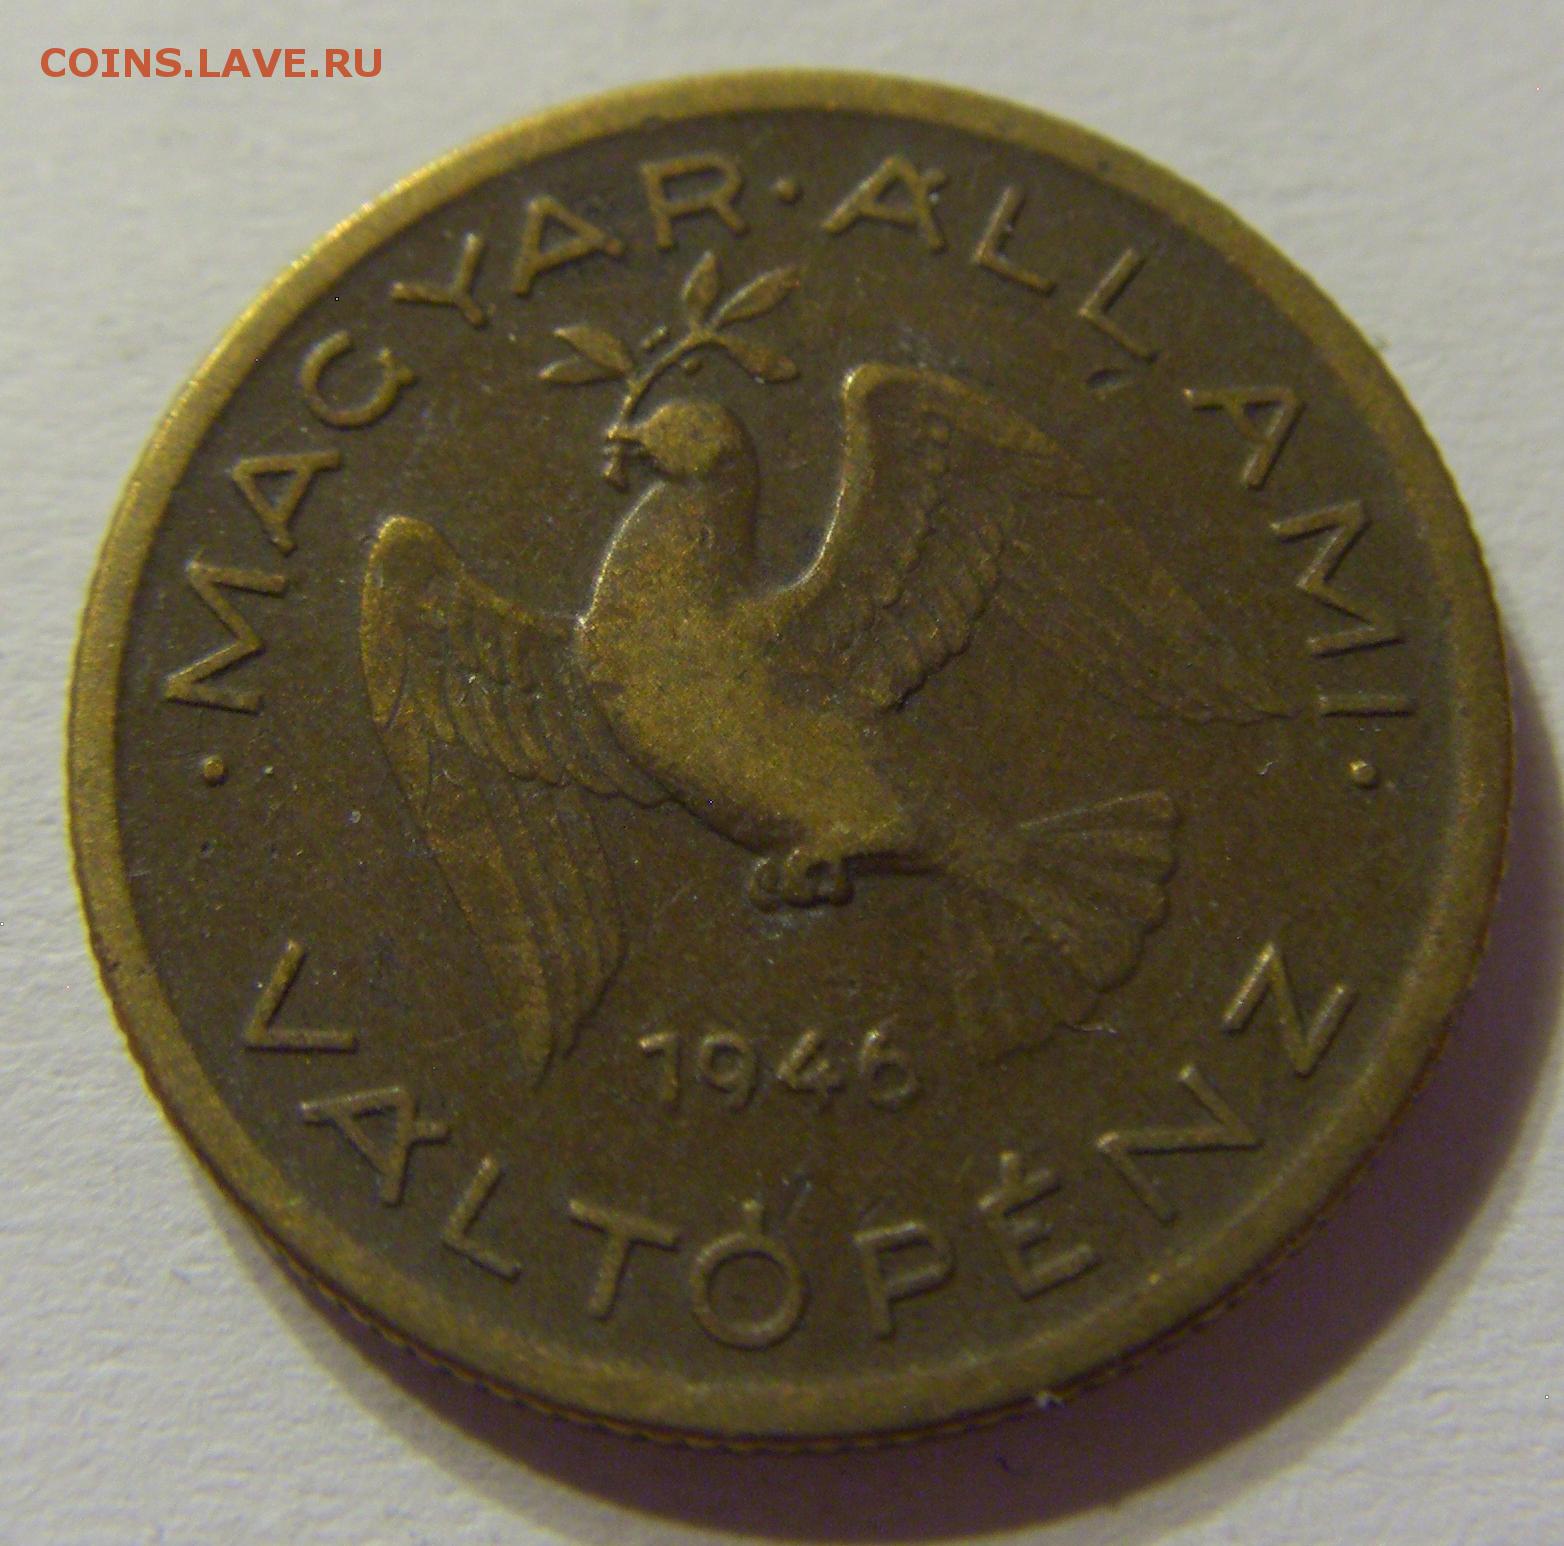 COINS.LAVE.RU
·MAGYAR·ÁLLAMI·
1946
VÁLTÓPÉNZ